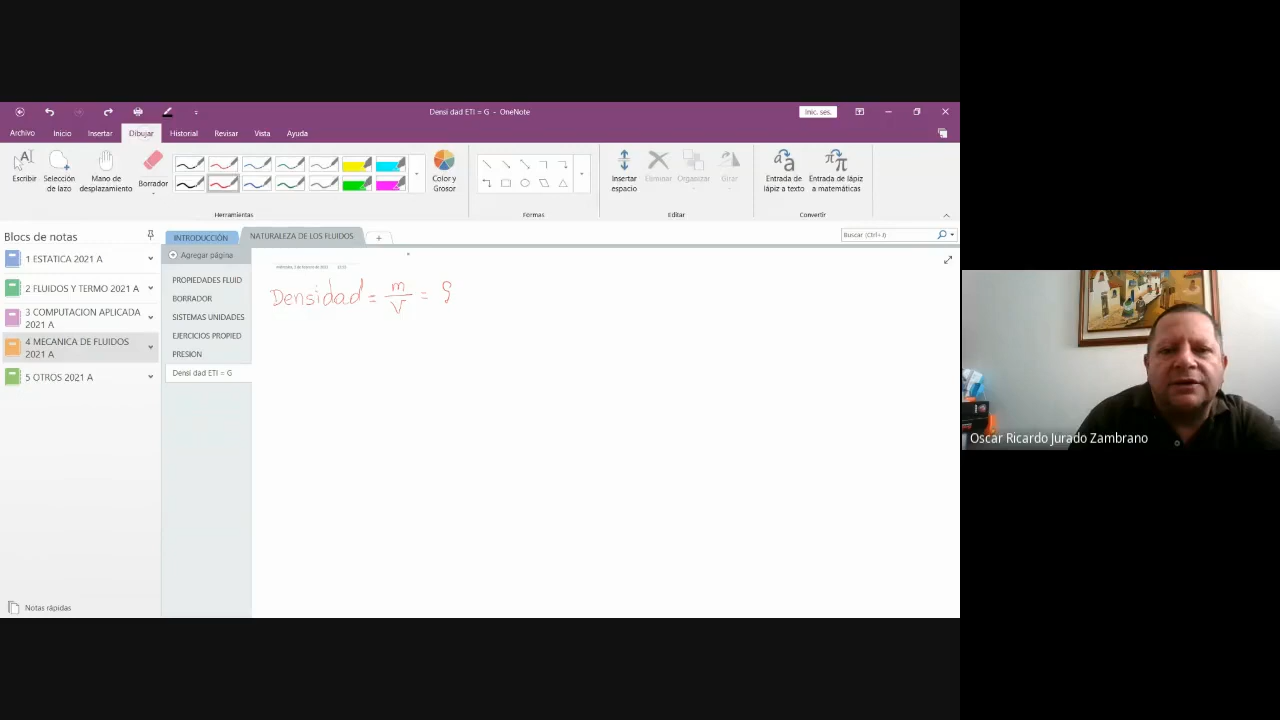 Densi dad ETI = G - OneNote
Inic. ses.
Archivo Inicio Insertar Dibujar Historial Revisar Vista Ayuda
Escribir Selección de lazo Mano de desplazamiento Borrador Color y Grosor Insertar espacio Eliminar Organizar Girar Entrada de lápiz a texto Entrada de lápiz a matemáticas
Herramientas Formas Editar Convertir
Blocs de notas
1 ESTATICA 2021 A
2 FLUIDOS Y TERMO 2021 A
3 COMPUTACION APLICADA 2021 A
4 MECANICA DE FLUIDOS 2021 A
5 OTROS 2021 A
Notas rápidas
INTRODUCCIÓN NATURALEZA DE LOS FLUIDOS +
Buscar (Ctrl+J)
Agregar página
PROPIEDADES FLUID
BORRADOR
SISTEMAS UNIDADES
EJERCICIOS PROPIED
PRESION
Densi dad ETI = G
Densidad = m/V = ρ
Oscar Ricardo Jurado Zambrano